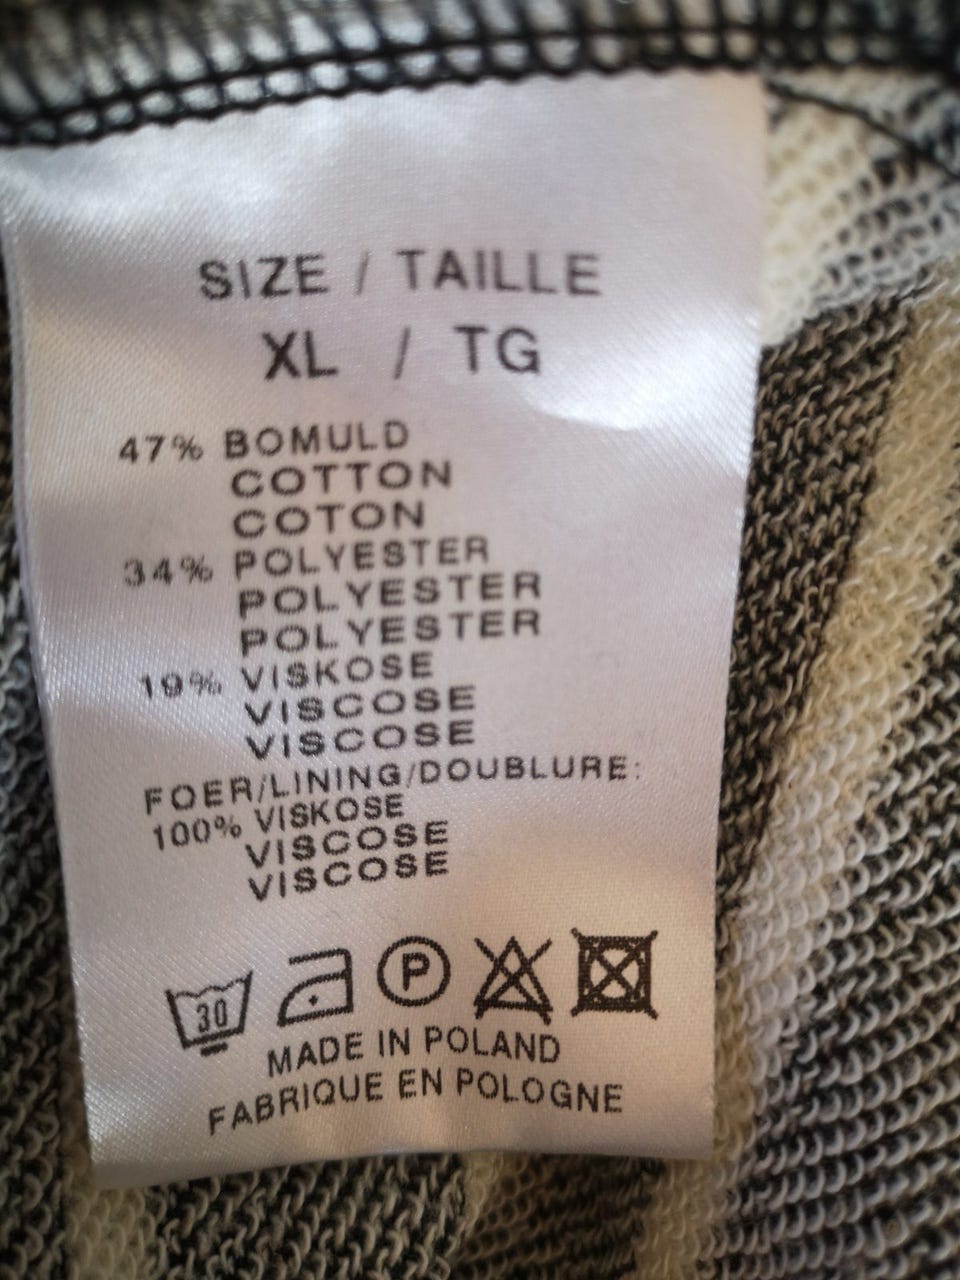 SIZE / TAILLE
XL / TG
47% BOMULD
COTTON
COTON
34% POLYESTER
POLYESTER
POLYESTER
19% VISKOSE
VISCOSE
VISCOSE
FOER/LINING/DOUBLURE:
100% VISKOSE
VISCOSE
VISCOSE
30 P
MADE IN POLAND
FABRIQUE EN POLOGNE